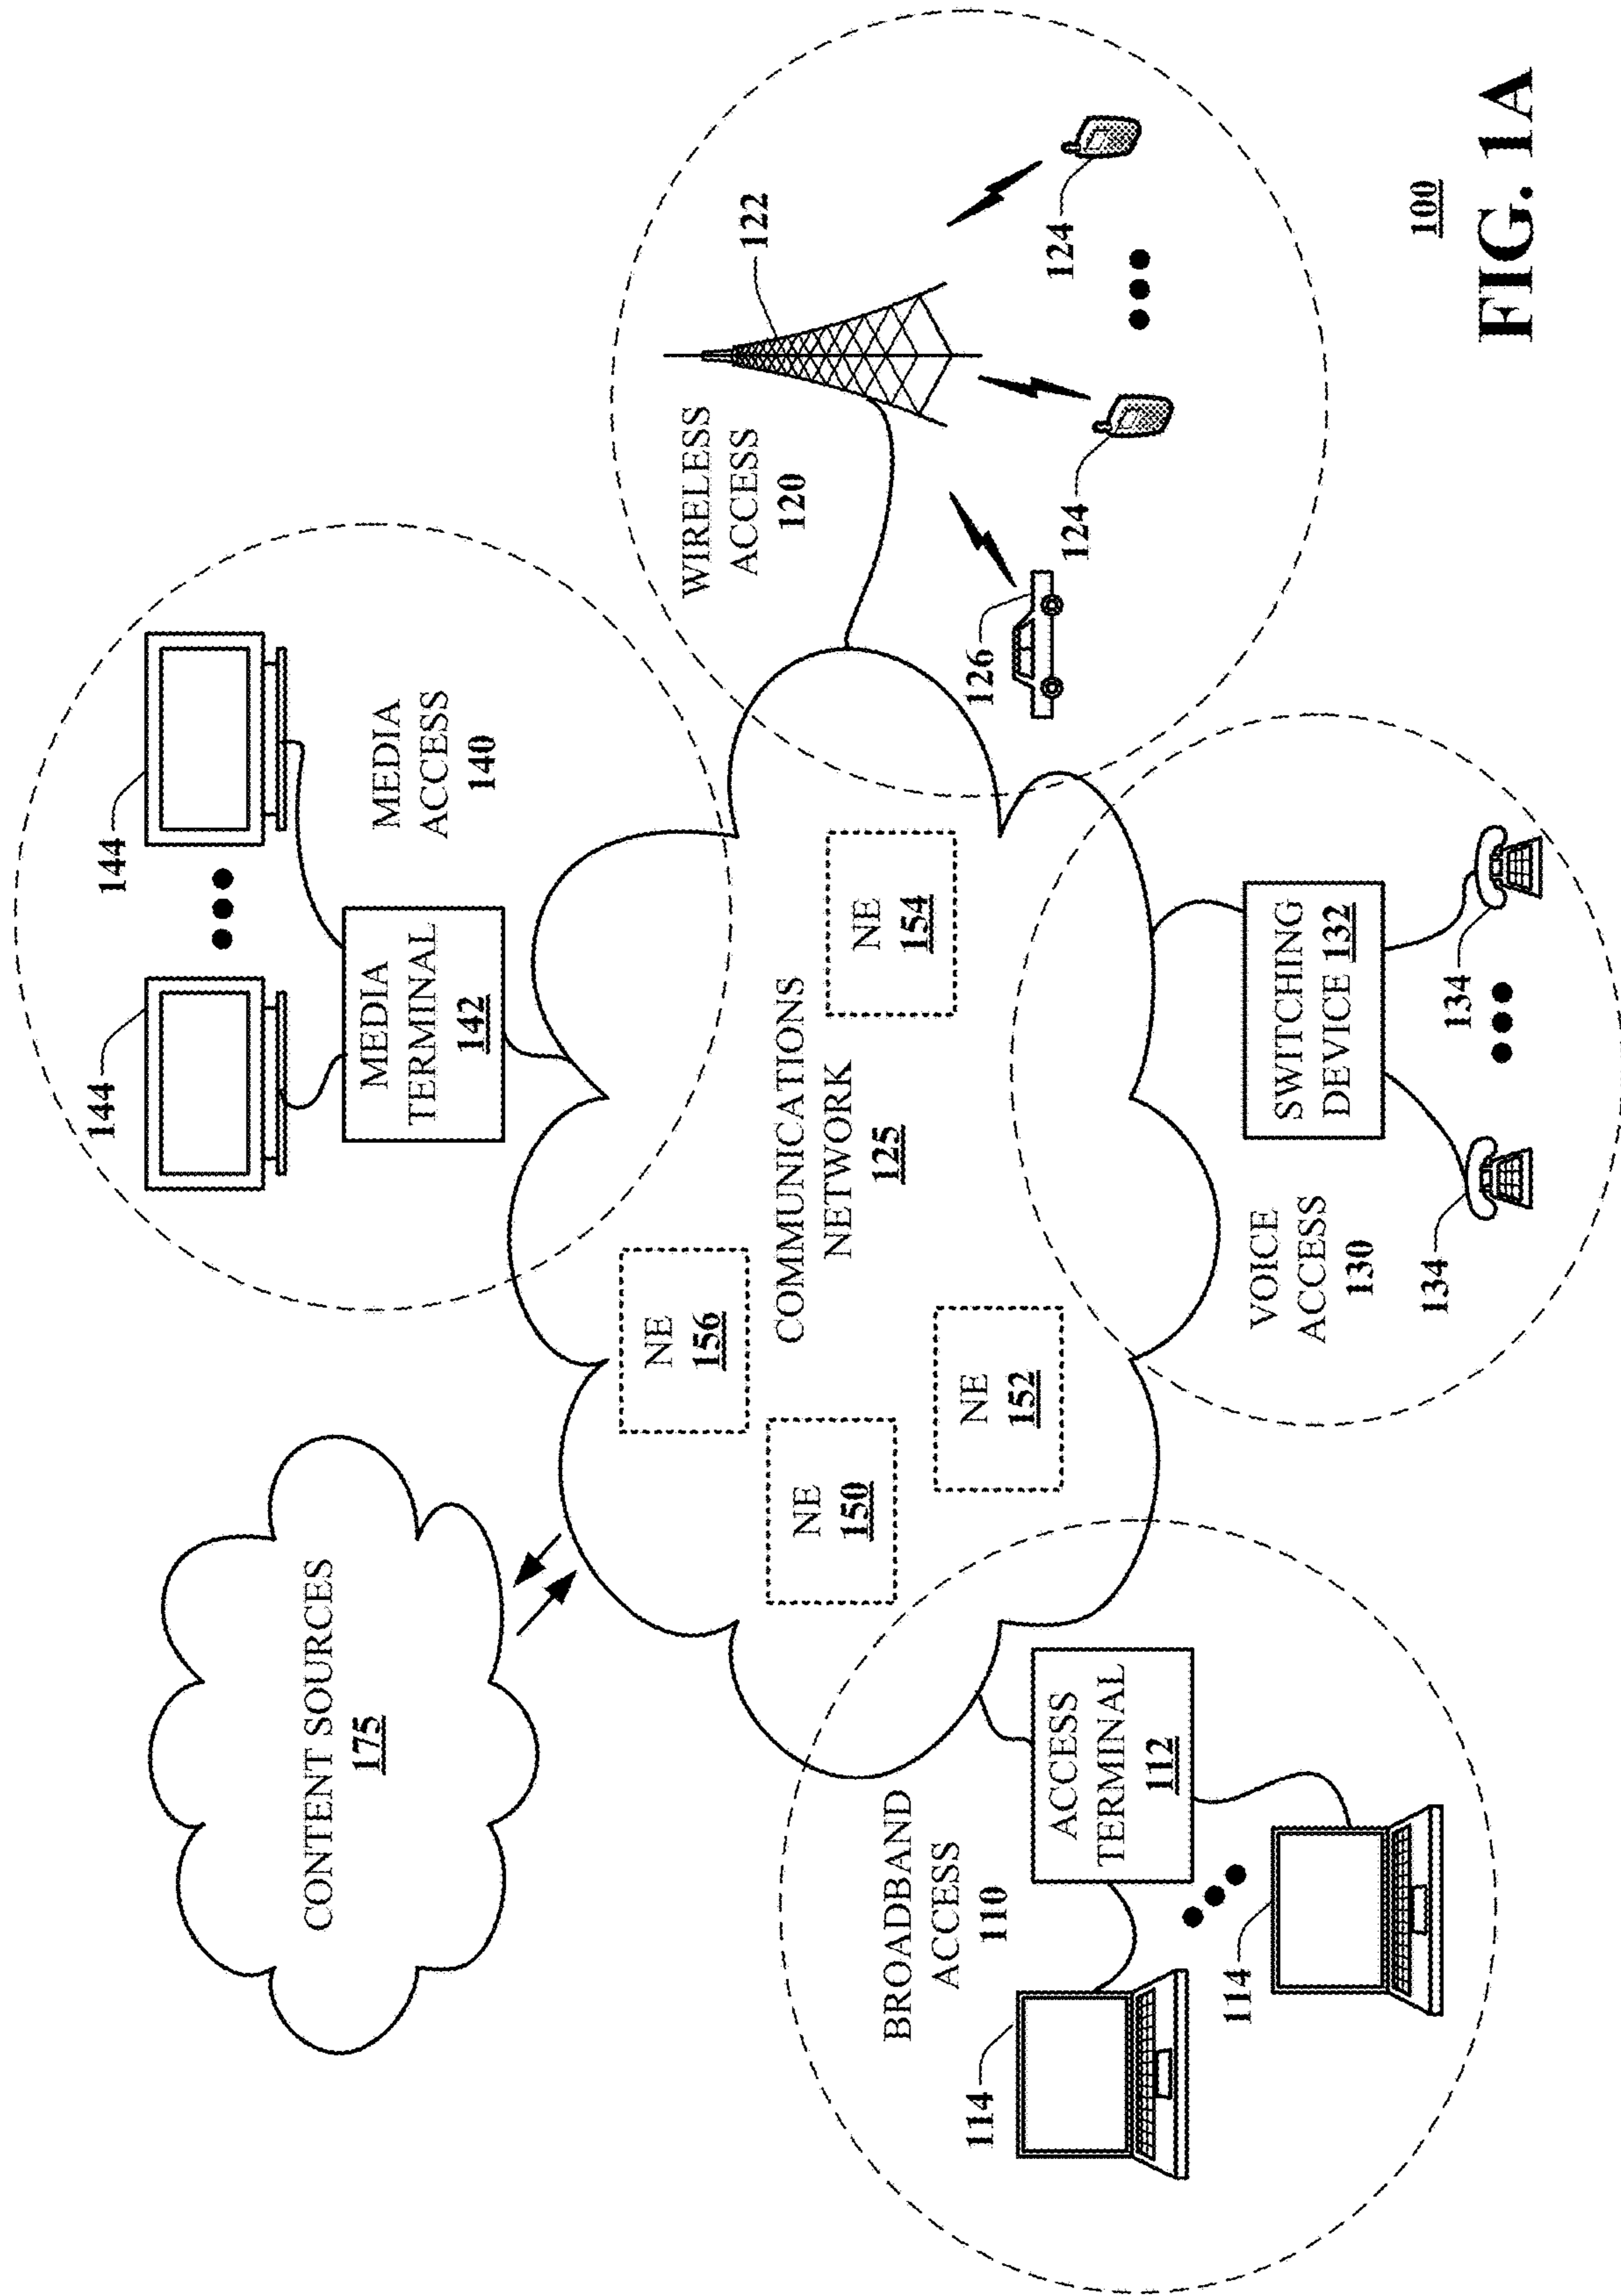 100
FIG. 1A
CONTENT SOURCES
175
144
144
MEDIA
TERMINAL
142
MEDIA
ACCESS
140
WIRELESS
ACCESS
120
122
124
124
126
NE
156
NE
150
NE
152
NE
154
COMMUNICATIONS
NETWORK
125
BROADBAND
ACCESS
110
ACCESS
TERMINAL
112
114
114
VOICE
ACCESS
130
SWITCHING
DEVICE 132
134
134